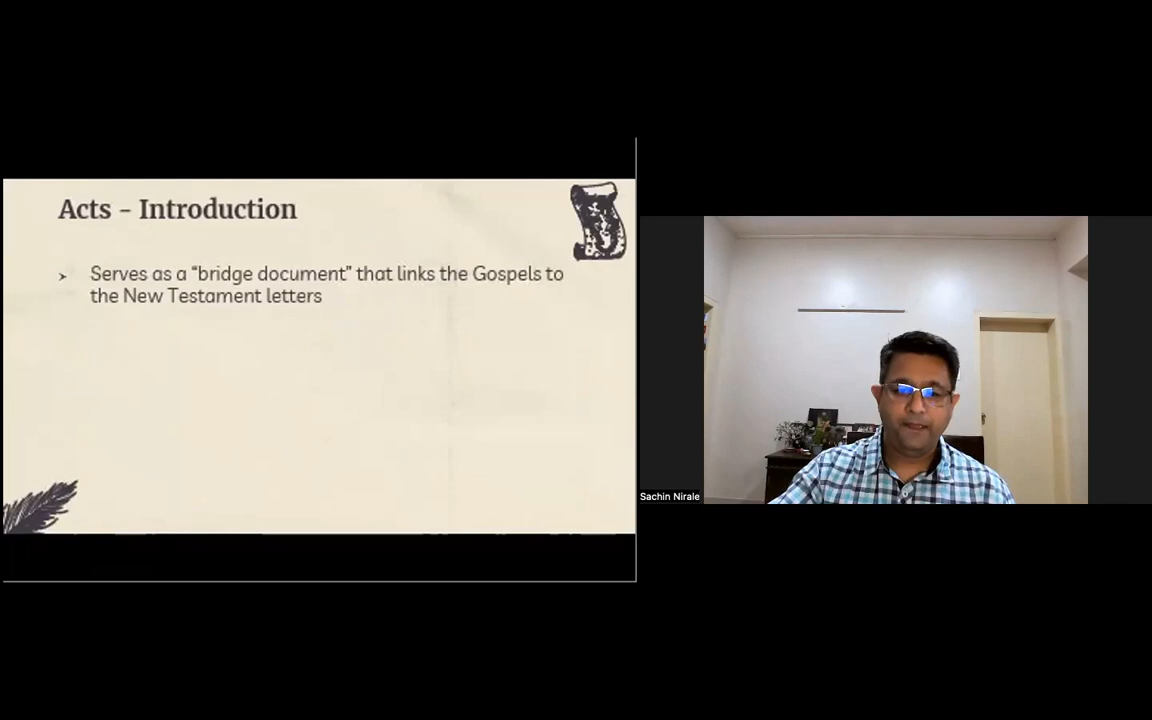 Acts - Introduction
➢ Serves as a “bridge document” that links the Gospels to
the New Testament letters
Sachin Nirale